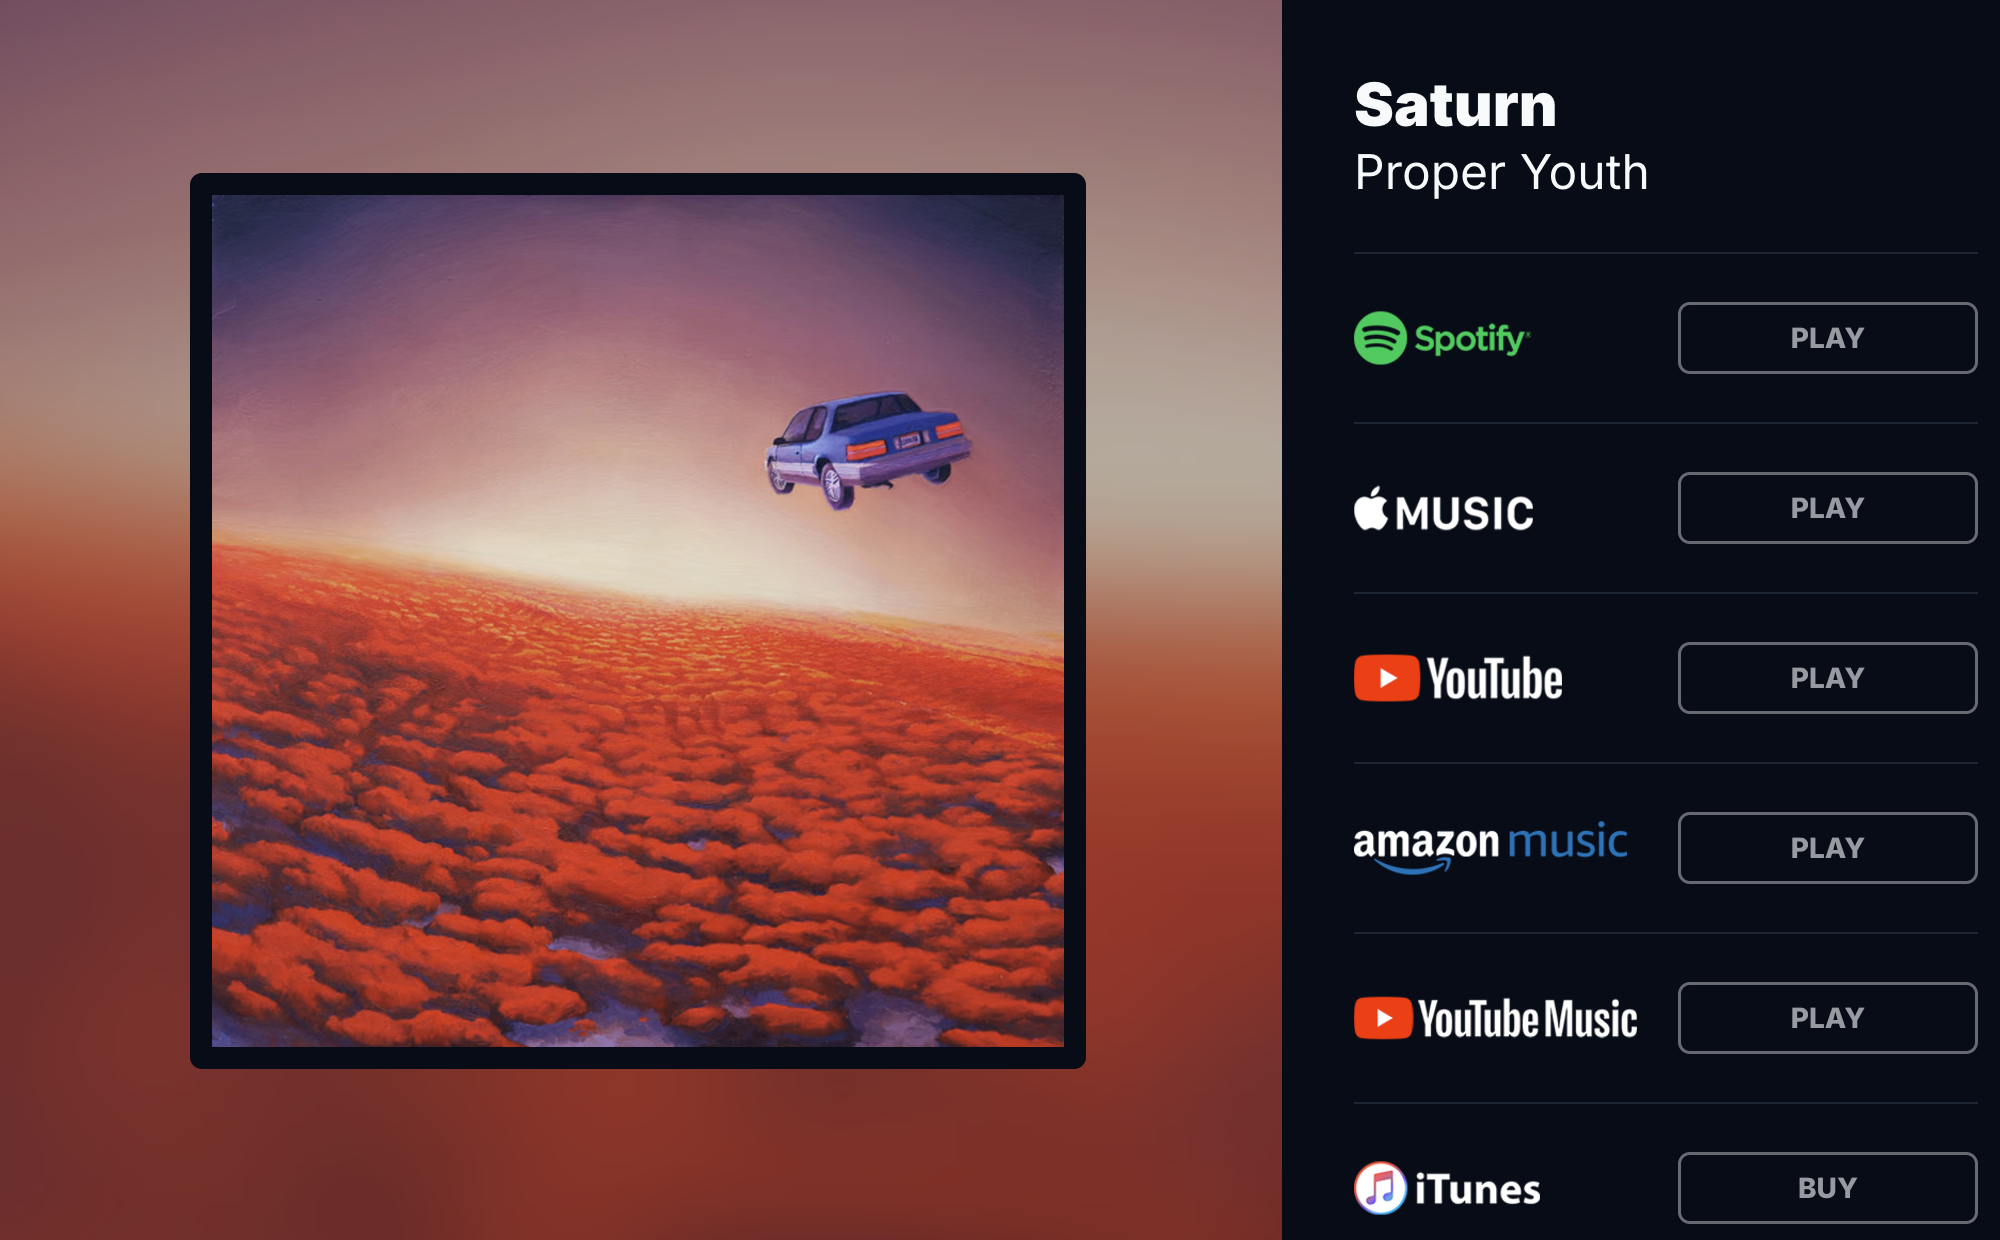 Saturn
Proper Youth
Spotify
PLAY
MUSIC
PLAY
YouTube
PLAY
amazon music
PLAY
YouTube Music
PLAY
iTunes
BUY